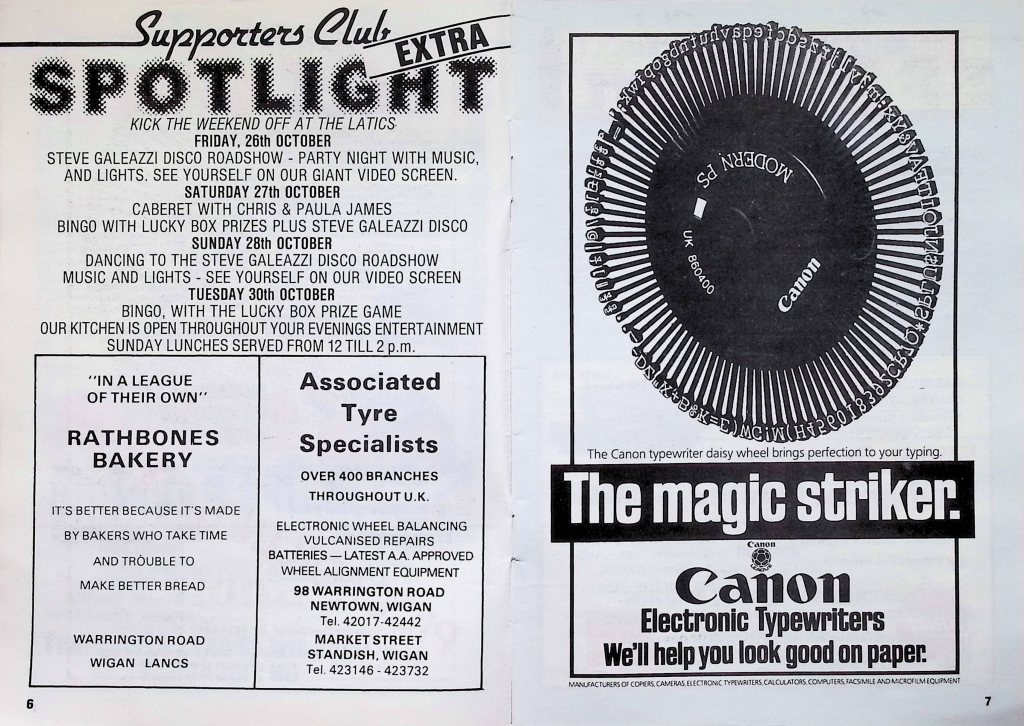 Supporters Club
EXTRA
SPOTLIGHT
KICK THE WEEKEND OFF AT THE LATICS
FRIDAY, 26th OCTOBER
STEVE GALEAZZI DISCO ROADSHOW - PARTY NIGHT WITH MUSIC,
AND LIGHTS. SEE YOURSELF ON OUR GIANT VIDEO SCREEN.
SATURDAY 27th OCTOBER
CABERET WITH CHRIS & PAULA JAMES
BINGO WITH LUCKY BOX PRIZES PLUS STEVE GALEAZZI DISCO
SUNDAY 28th OCTOBER
DANCING TO THE STEVE GALEAZZI DISCO ROADSHOW
MUSIC AND LIGHTS - SEE YOURSELF ON OUR VIDEO SCREEN
TUESDAY 30th OCTOBER
BINGO, WITH THE LUCKY BOX PRIZE GAME
OUR KITCHEN IS OPEN THROUGHOUT YOUR EVENINGS ENTERTAINMENT
SUNDAY LUNCHES SERVED FROM 12 TILL 2 p.m.
"IN A LEAGUE
OF THEIR OWN"
RATHBONES
BAKERY
IT'S BETTER BECAUSE IT'S MADE
BY BAKERS WHO TAKE TIME
AND TROUBLE TO
MAKE BETTER BREAD
WARRINGTON ROAD
WIGAN LANCS
Associated
Tyre
Specialists
OVER 400 BRANCHES
THROUGHOUT U.K.
ELECTRONIC WHEEL BALANCING
VULCANISED REPAIRS
BATTERIES — LATEST A.A. APPROVED
WHEEL ALIGNMENT EQUIPMENT
98 WARRINGTON ROAD
NEWTOWN, WIGAN
Tel. 42017-42442
MARKET STREET
STANDISH, WIGAN
Tel. 423146 - 423732
6
MODERN PS
UK 860400
Canon
The Canon typewriter daisy wheel brings perfection to your typing.
The magic striker.
Canon
Canon
Electronic Typewriters
We'll help you look good on paper.
MANUFACTURERS OF COPIERS, CAMERAS, ELECTRONIC TYPEWRITERS, CALCULATORS, COMPUTERS, FACSIMILE AND MICROFILM EQUIPMENT
7